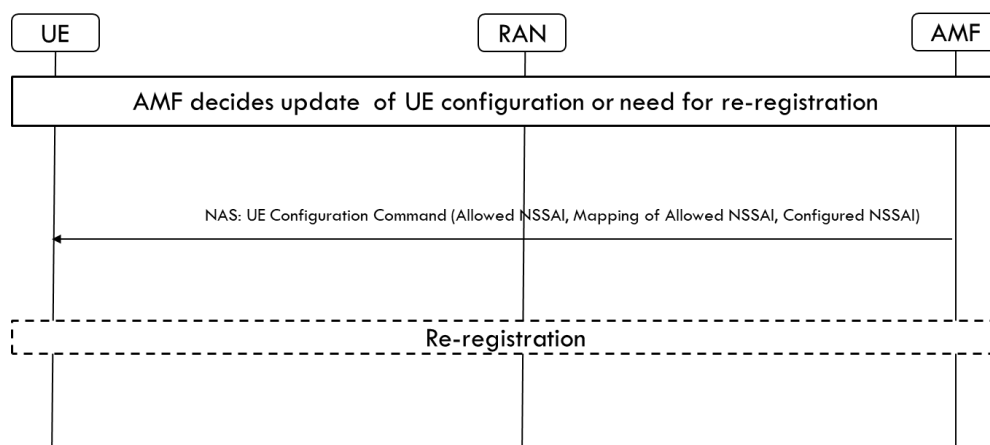 UE
RAN
AMF
AMF decides update of UE configuration or need for re-registration
NAS: UE Configuration Command (Allowed NSSAI, Mapping of Allowed NSSAI, Configured NSSAI)
Re-registration